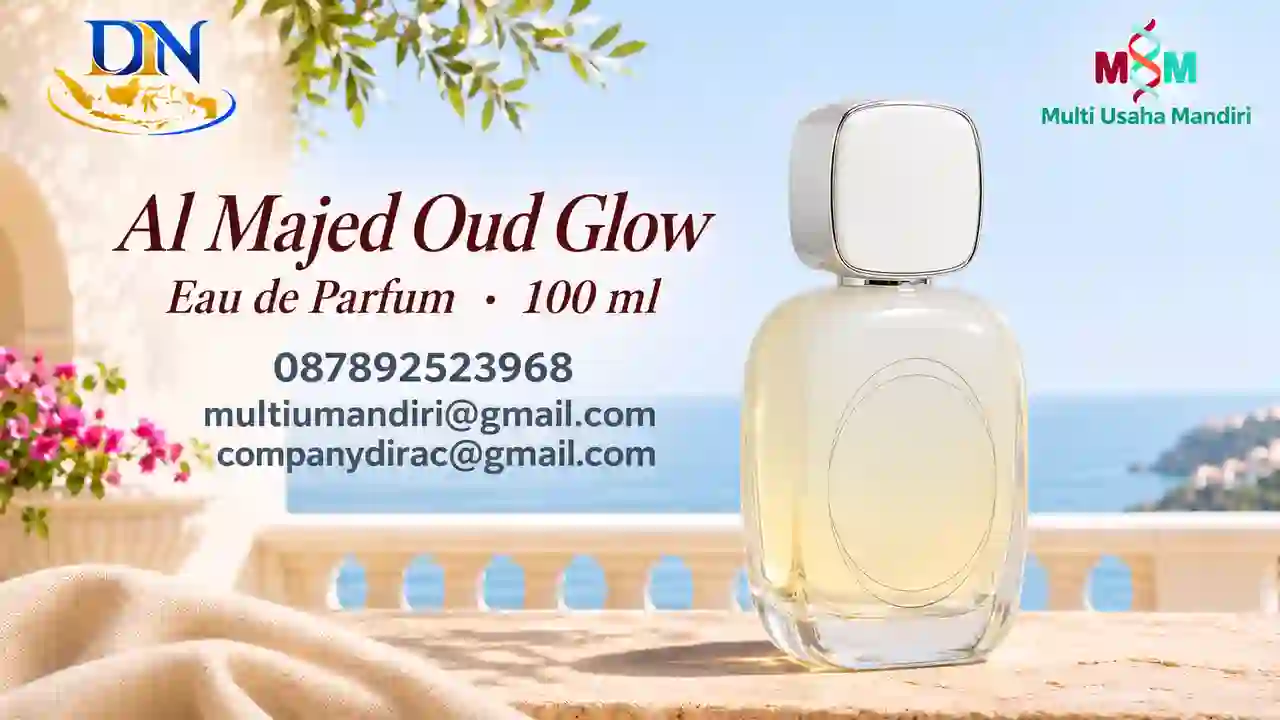 DN
M M
Multi Usaha Mandiri
Al Majed Oud Glow
Eau de Parfum · 100 ml
087892523968
multiumandiri@gmail.com
companydirac@gmail.com